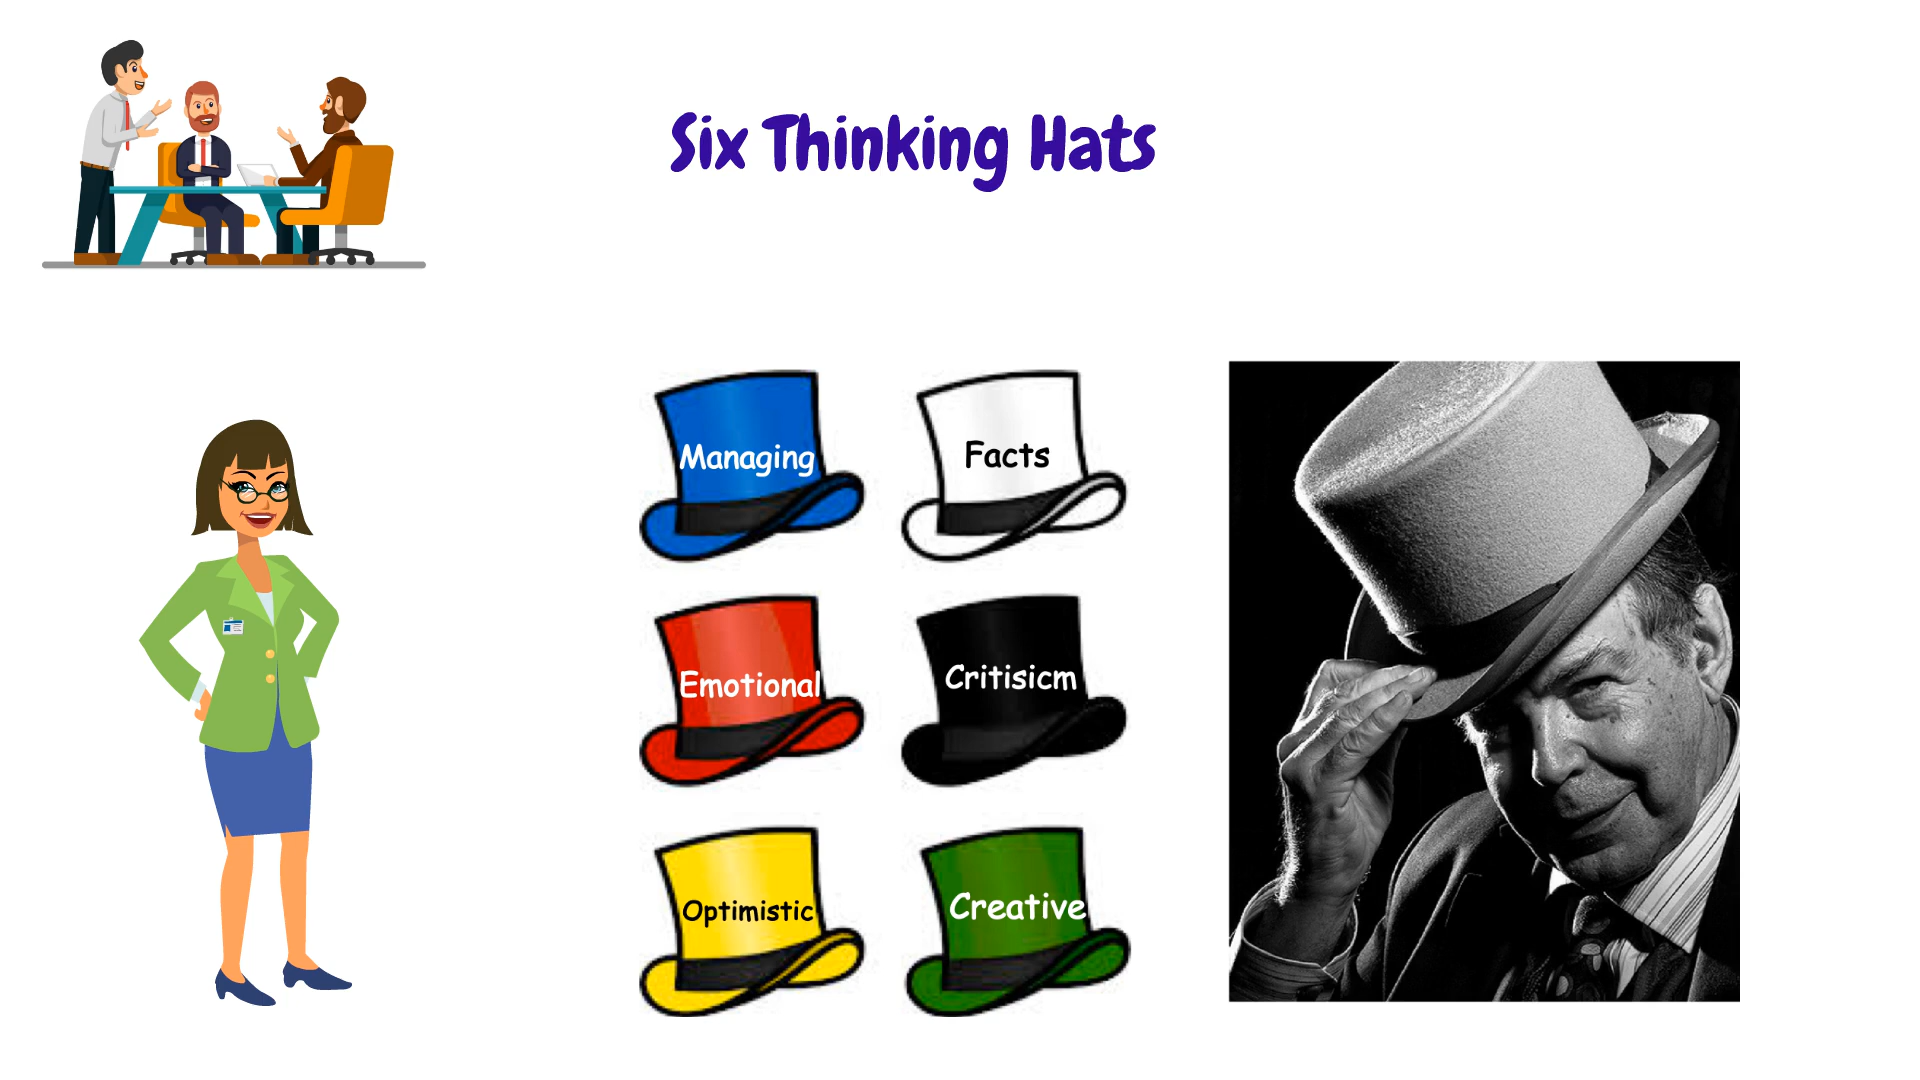 Six Thinking Hats
Managing
Facts
Emotional
Critisicm
Optimistic
Creative